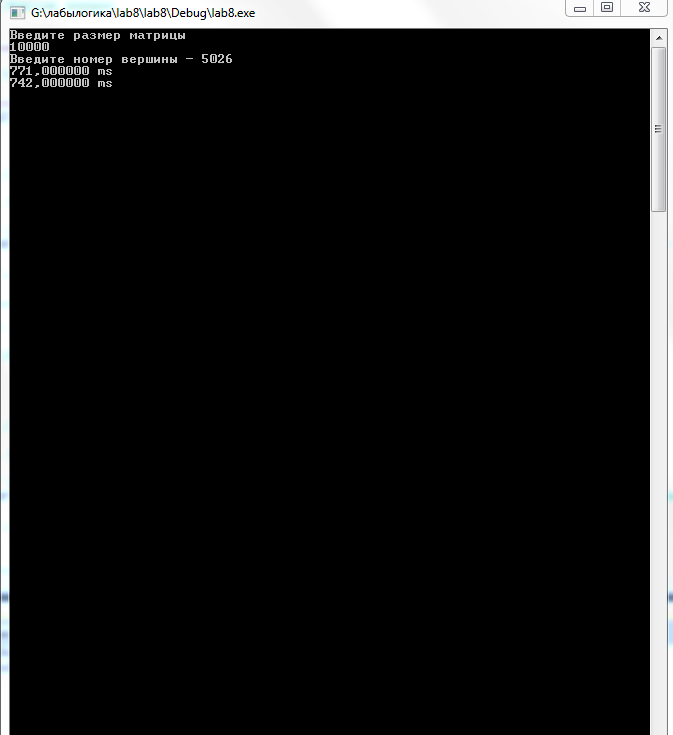 G:\лабылогика\lab8\lab8\Debug\lab8.exe
Введите размер матрицы
10000
Введите номер вершины - 5026
771,000000 ms
742,000000 ms